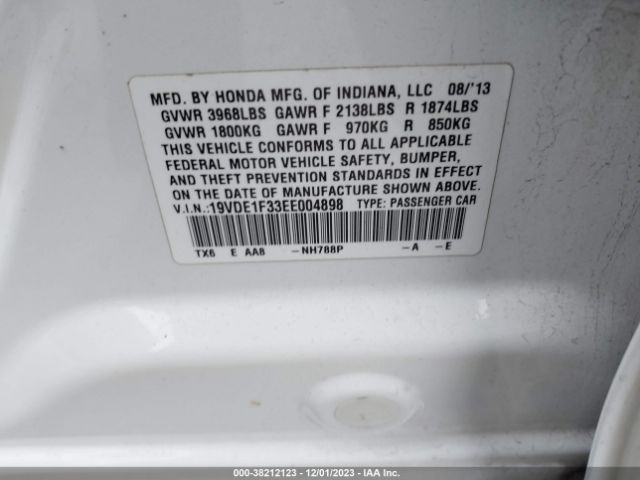 MFD. BY HONDA MFG. OF INDIANA, LLC 08/'13
GVWR 3968LBS GAWR F 2138LBS R 1874LBS
GVWR 1800KG GAWR F 970KG R 850KG
THIS VEHICLE CONFORMS TO ALL APPLICABLE
FEDERAL MOTOR VEHICLE SAFETY, BUMPER,
AND THEFT PREVENTION STANDARDS IN EFFECT
ON THE DATE OF MANUFACTURE SHOWN ABOVE.
V.I.N.:19VDE1F33EE004898 TYPE: PASSENGER CAR
TX6 E AA8 -NH788P -A -E
000-38212123 - 12/01/2023 - IAA Inc.